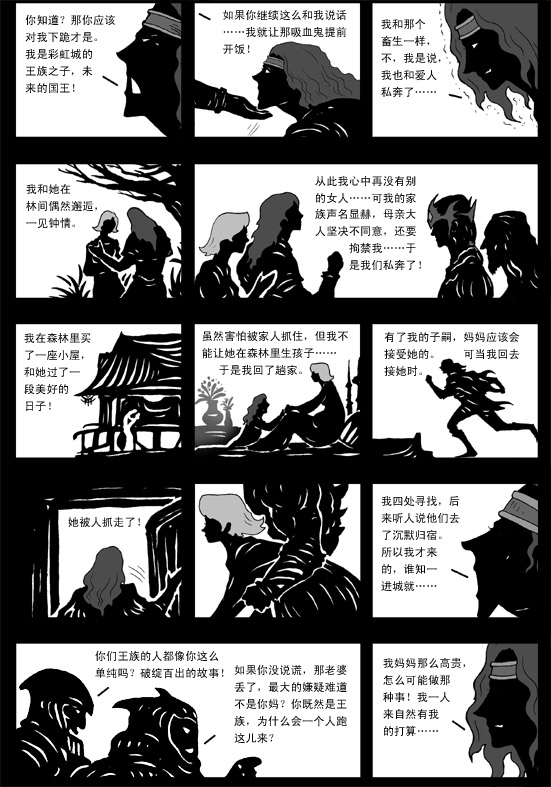 你知道？那你应该
对我下跪才是。
我是彩虹城的
王族之子，未
来的国王！
如果你继续这么和我说话
……我就让那吸血鬼提前
开饭！
我和那个
畜生一样，
不，我是说，
我也和爱人
私奔了……
我和她在
林间偶然邂逅，
一见钟情。
从此我心中再没有别
的女人……可我的家
族声名显赫，母亲大
人坚决不同意，还要
拘禁我……于
是我们私奔了！
我在森林里买
了一座小屋，
和她过了一
段美好的
日子！
虽然害怕被家人抓住，但我不
能让她在森林里生孩子……
于是我回了趟家。
有了我的子嗣，妈妈应该会
接受她的。 可当我回去
接她时。
她被人抓走了！
我四处寻找，后
来听人说他们去
了沉默归宿。
所以我才来
的，谁知一
进城就……
你们王族的人都像你这么
单纯吗？破绽百出的故事！
如果你没说谎，那老婆
丢了，最大的嫌疑难道
不是你妈？你既然是王
族，为什么会一个人跑
这儿来？
我妈妈那么高贵，
怎么可能做那
种事！我一人
来自然有我
的打算……